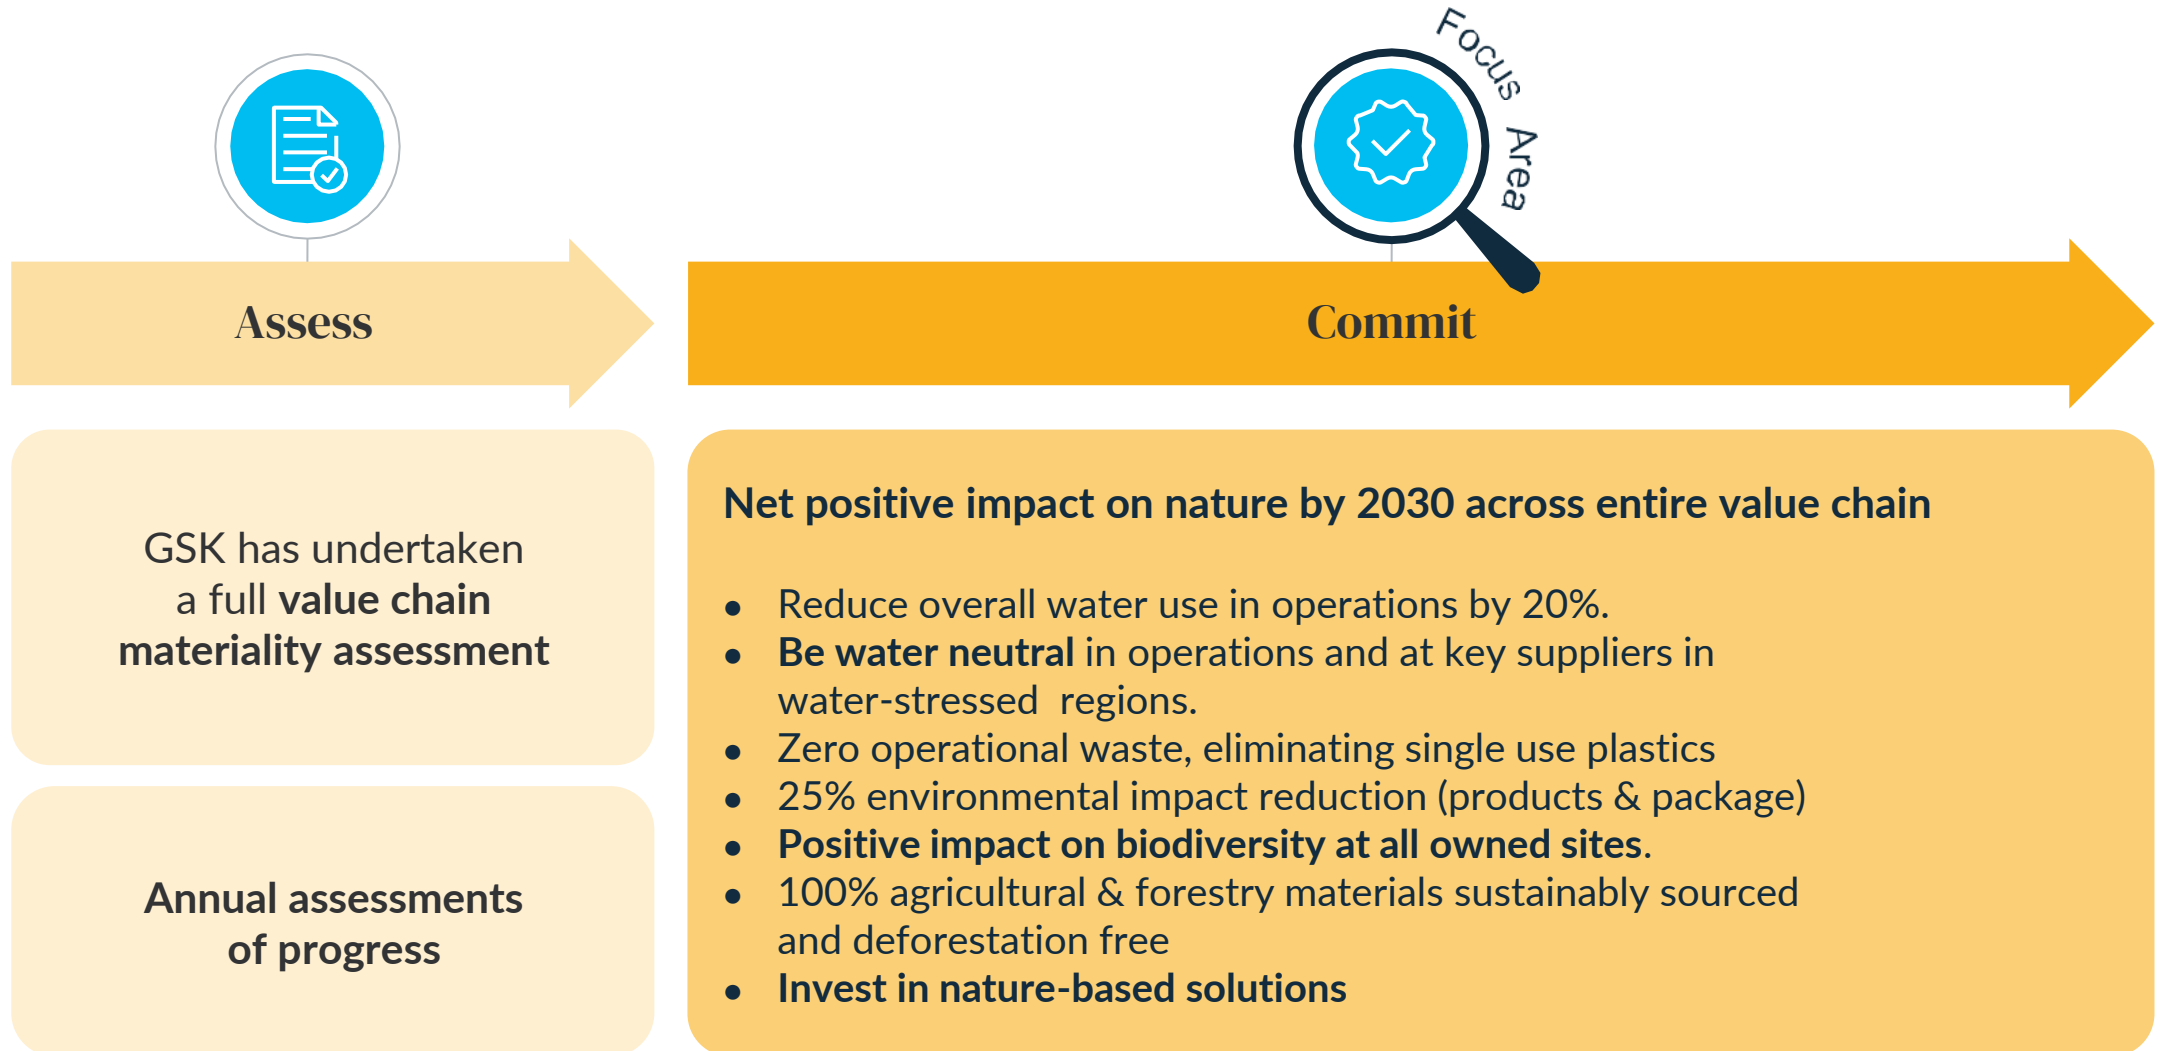 Focus Area
Assess
Commit
GSK has undertaken
a full value chain
materiality assessment
Annual assessments
of progress
Net positive impact on nature by 2030 across entire value chain
● Reduce overall water use in operations by 20%.
● Be water neutral in operations and at key suppliers in
water-stressed  regions.
● Zero operational waste, eliminating single use plastics
● 25% environmental impact reduction (products & package)
● Positive impact on biodiversity at all owned sites.
● 100% agricultural & forestry materials sustainably sourced
and deforestation free
● Invest in nature-based solutions